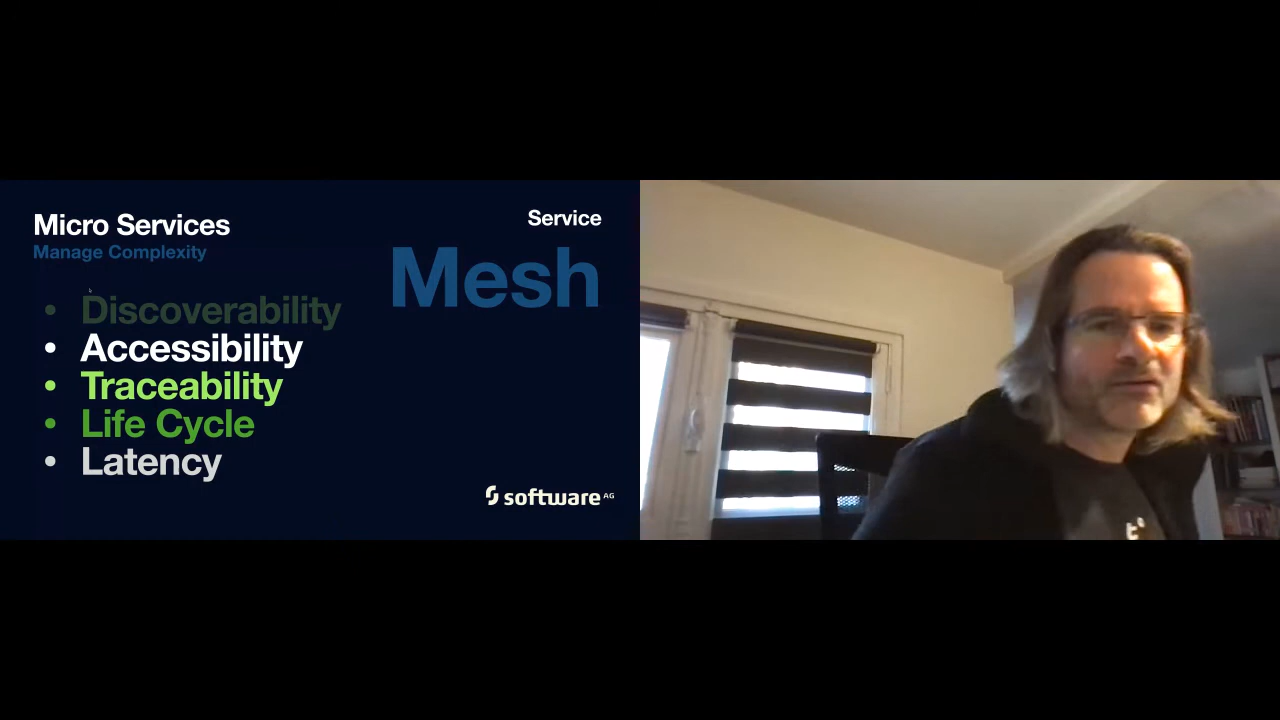 Micro Services
Manage Complexity
Service
Mesh
• Discoverability
• Accessibility
• Traceability
• Life Cycle
• Latency
software AG